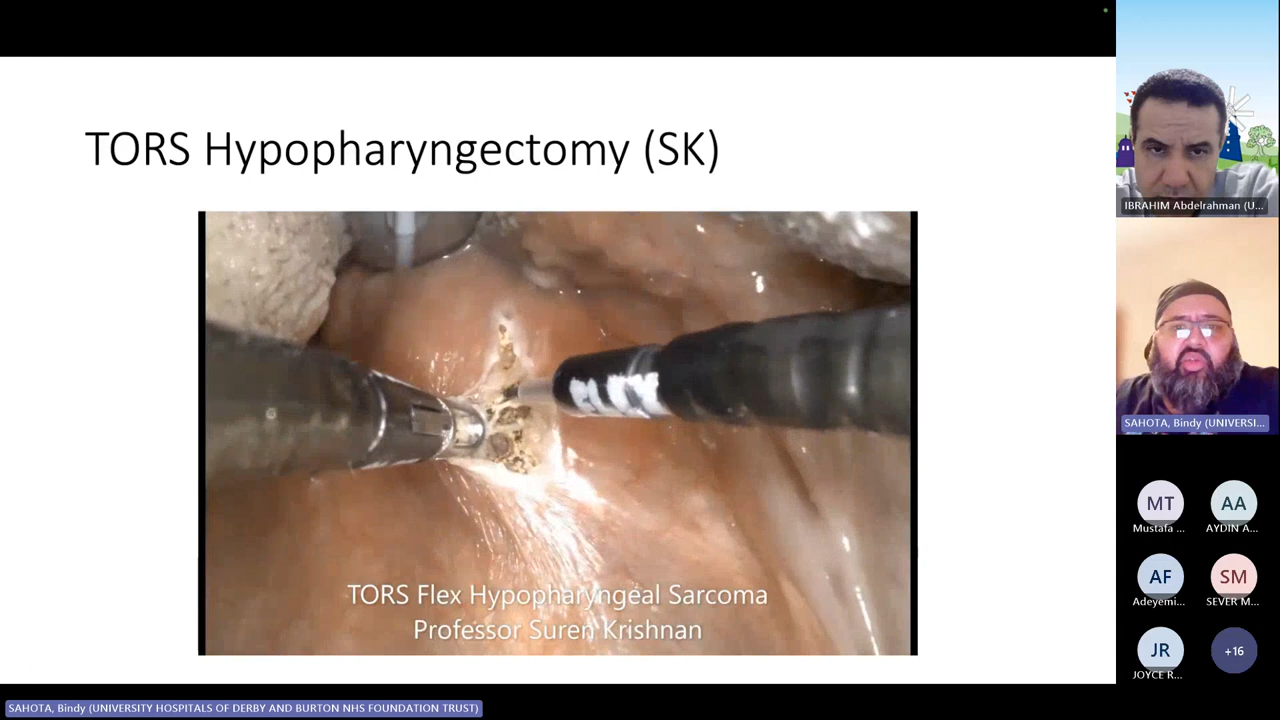 TORS Hypopharyngectomy (SK)
TORS Flex Hypopharyngeal Sarcoma
Professor Suren Krishnan
IBRAHIM Abdelrahman (U...
SAHOTA, Bindy (UNIVERSI...
MT
AA
Mustafa ...
AYDIN A...
AF
SM
Adeyemi...
SEVER M...
JR
+16
JOYCE R...
SAHOTA, Bindy (UNIVERSITY HOSPITALS OF DERBY AND BURTON NHS FOUNDATION TRUST)